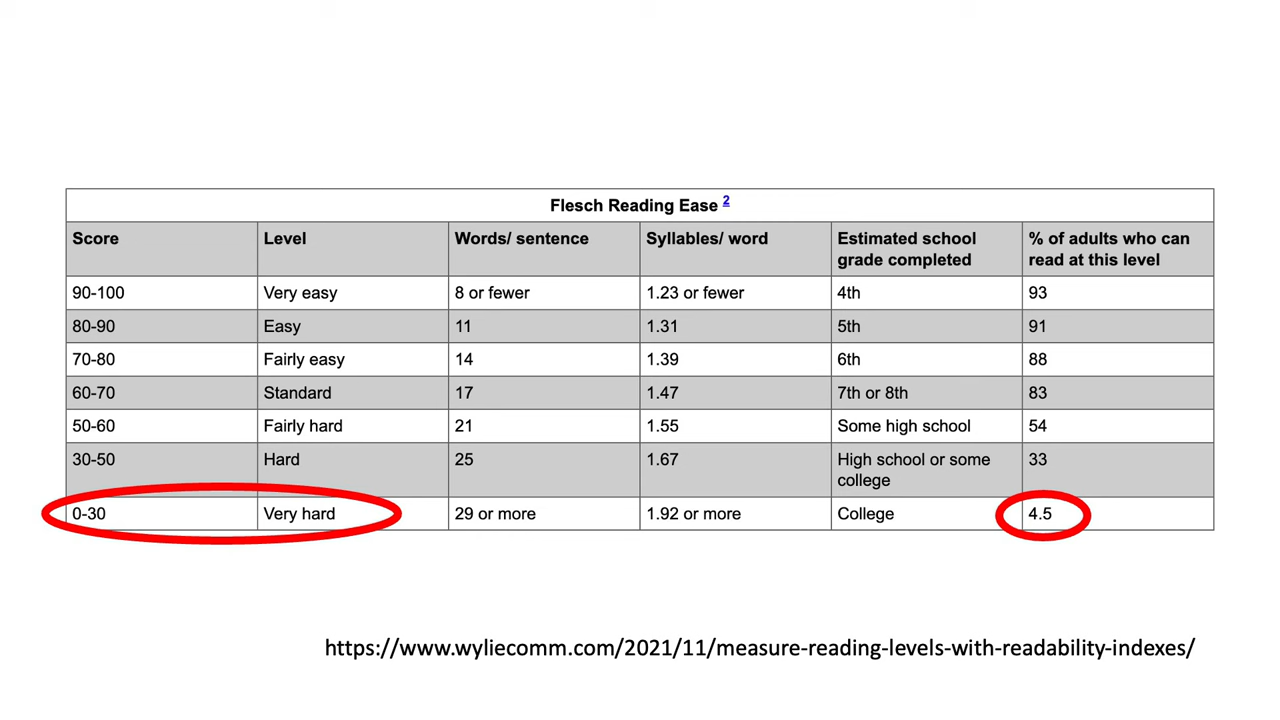 Flesch Reading Ease 2
Score Level Words/ sentence Syllables/ word Estimated school grade completed % of adults who can read at this level
90-100 Very easy 8 or fewer 1.23 or fewer 4th 93
80-90 Easy 11 1.31 5th 91
70-80 Fairly easy 14 1.39 6th 88
60-70 Standard 17 1.47 7th or 8th 83
50-60 Fairly hard 21 1.55 Some high school 54
30-50 Hard 25 1.67 High school or some college 33
0-30 Very hard 29 or more 1.92 or more College 4.5
https://www.wyliecomm.com/2021/11/measure-reading-levels-with-readability-indexes/